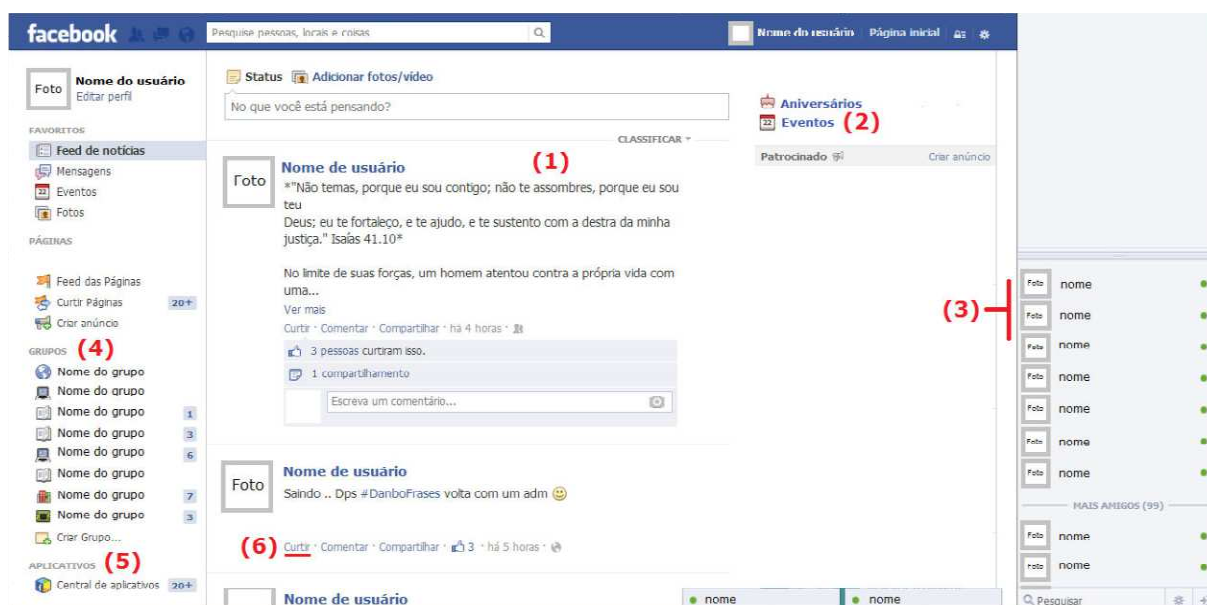 facebook
Pesquise pessoas, locais e coisas
Nome do usuário Página inicial
Foto
Nome do usuário
Editar perfil
FAVORITOS
Feed de notícias
Mensagens
22 Eventos
Fotos
PÁGINAS
Feed das Páginas
Curtir Páginas 20+
Criar anúncio
GRUPOS (4)
Nome do grupo
Nome do grupo
Nome do grupo 1
Nome do grupo 3
Nome do grupo 6
Nome do grupo
Nome do grupo 7
Nome do grupo 3
Criar Grupo...
APLICATIVOS (5)
Central de aplicativos 20+
Status Adicionar fotos/vídeo
No que você está pensando?
CLASSIFICAR
(1)
Foto
Nome de usuário
*"Não temas, porque eu sou contigo; não te assombres, porque eu sou
teu
Deus; eu te fortaleço, e te ajudo, e te sustento com a destra da minha
justiça." Isaías 41.10*
No limite de suas forças, um homem atentou contra a própria vida com
uma...
Ver mais
Curtir · Comentar · Compartilhar · há 4 horas ·
3 pessoas curtiram isso.
1 compartilhamento
Escreva um comentário...
Foto
Nome de usuário
Saindo .. Dps #DanboFrases volta com um adm
(6) Curtir · Comentar · Compartilhar · 3 · há 5 horas ·
Nome de usuário
Aniversários
22 Eventos (2)
Patrocinado Criar anúncio
(3)
Foto nome
Foto nome
Foto nome
Foto nome
Foto nome
Foto nome
Foto nome
MAIS AMIGOS (99)
Foto nome
Foto nome
nome
nome
Pesquisar